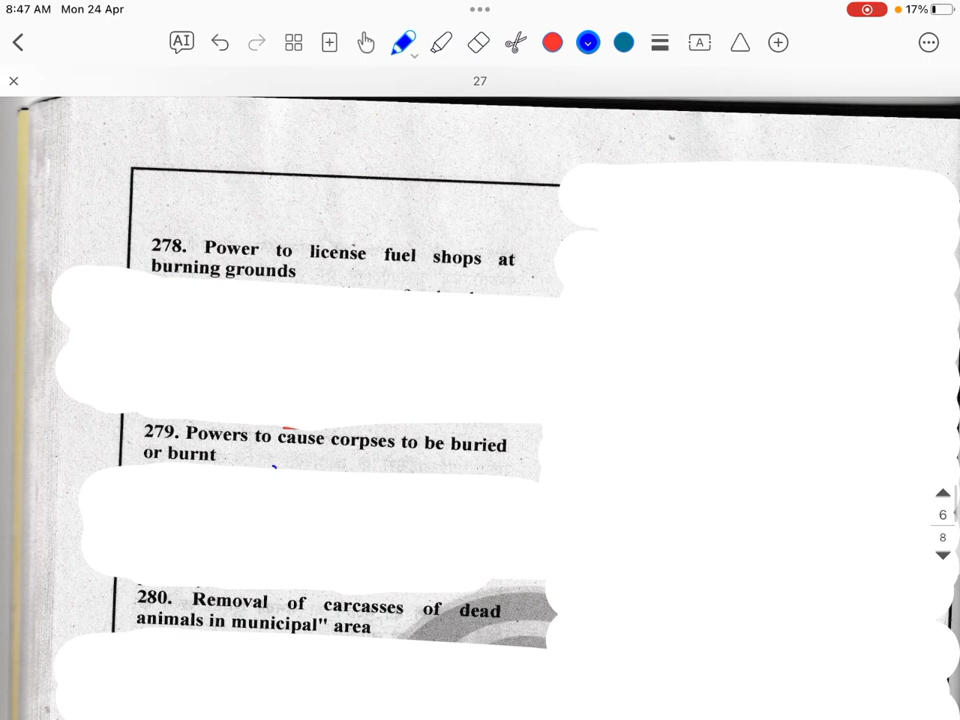 8:47 AM Mon 24 Apr
17%
AI
A
27
278. Power to license fuel shops at
burning grounds
279. Powers to cause corpses to be buried
or burnt
280. Removal of carcasses of dead
animals in municipal" area
6
8